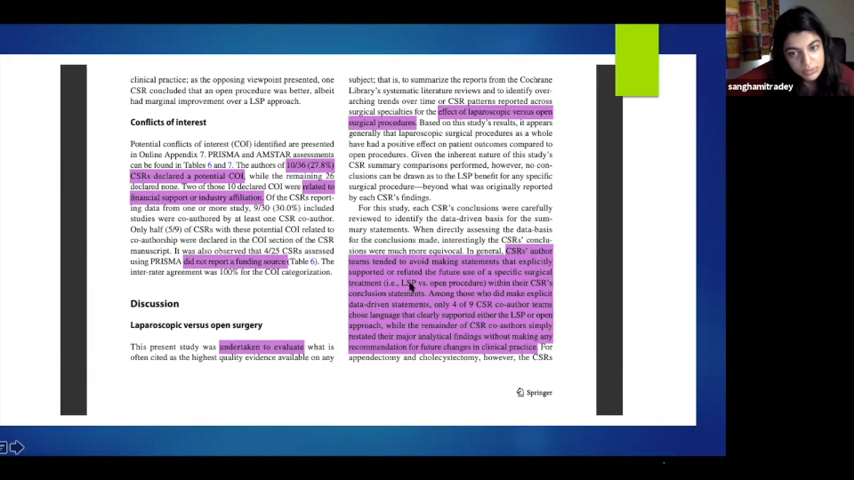 sanghamitradey
clinical practice; as the opposing viewpoint presented, one
CSR concluded that an open procedure was better, albeit
had marginal improvement over a LSP approach.
Conflicts of interest
Potential conflicts of interest (COI) identified are presented
in Online Appendix 7. PRISMA and AMSTAR assessments
can be found in Tables 6 and 7. The authors of 10/36 (27.8%)
CSRs declared a potential COI, while the remaining 26
declared none. Two of those 10 declared COI were related to
financial support or industry affiliation. Of the CSRs report-
ing data from one or more study, 9/30 (30.0%) included
studies were co-authored by at least one CSR co-author.
Only half (5/9) of CSRs with these potential COI related to
co-authorship were declared in the COI section of the CSR
manuscript. It was also observed that 4/25 CSRs assessed
using PRISMA did not report a funding source (Table 6). The
inter-rater agreement was 100% for the COI categorization.
Discussion
Laparoscopic versus open surgery
This present study was undertaken to evaluate what is
often cited as the highest quality evidence available on any
subject; that is, to summarize the reports from the Cochrane
Library's systematic literature reviews and to identify over-
arching trends over time or CSR patterns reported across
surgical specialties for the effect of laparoscopic versus open
surgical procedures. Based on this study's results, it appears
generally that laparoscopic surgical procedures as a whole
have had a positive effect on patient outcomes compared to
open procedures. Given the inherent nature of this study's
CSR summary comparisons performed, however, no con-
clusions can be drawn as to the LSP benefit for any specific
surgical procedure—beyond what was originally reported
by each CSR's findings.
For this study, each CSR's conclusions were carefully
reviewed to identify the data-driven basis for the sum-
mary statements. When directly assessing the data-basis
for the conclusions made, interestingly the CSRs' conclu-
sions were much more equivocal. In general, CSRs' author
teams tended to avoid making statements that explicitly
supported or refuted the future use of a specific surgical
treatment (i.e., LSP vs. open procedure) within their CSR's
conclusion statements. Among those who did make explicit
data-driven statements, only 4 of 9 CSR co-author teams
chose language that clearly supported either the LSP or open
approach, while the remainder of CSR co-authors simply
restated their major analytical findings without making any
recommendation for future changes in clinical practice. For
appendectomy and cholecystectomy, however, the CSRs
Springer